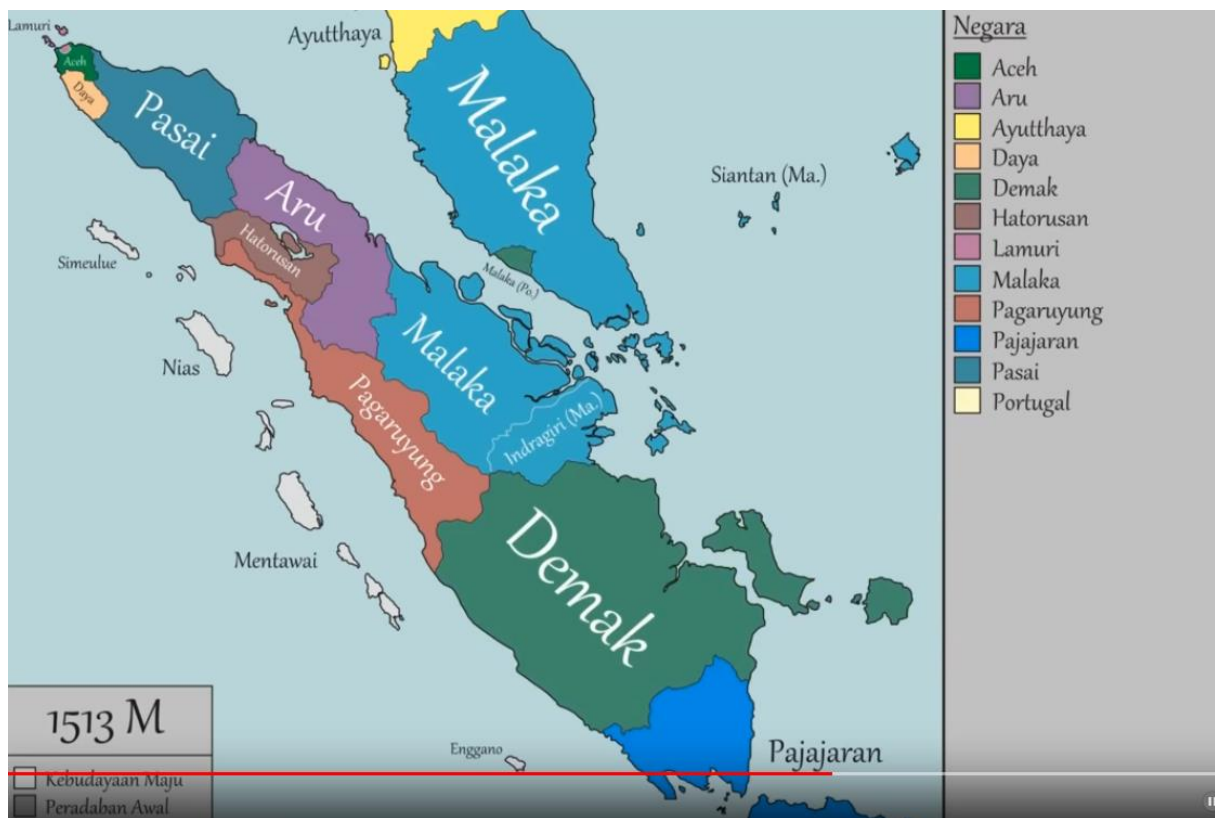 Lamuri
Aceh
Daya
Pasai
Ayutthaya
Malaka
Siantan (Ma.)
Aru
Hatorusan
Simeulue
Malaka (Po.)
Nias
Malaka
Indragiri (Ma.)
Pagaruyung
Mentawai
Demak
Enggano
Pajajaran
1513 M
Kebudayaan Maju
Peradaban Awal
Negara
Aceh
Aru
Ayutthaya
Daya
Demak
Hatorusan
Lamuri
Malaka
Pagaruyung
Pajajaran
Pasai
Portugal